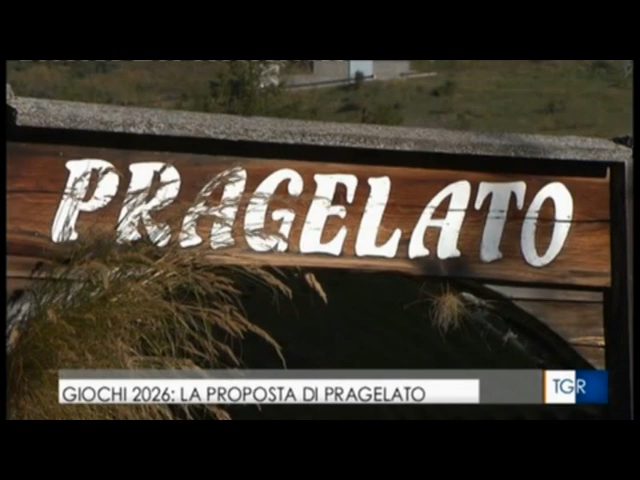 PRAGELATO
GIOCHI 2026: LA PROPOSTA DI PRAGELATO
TGR